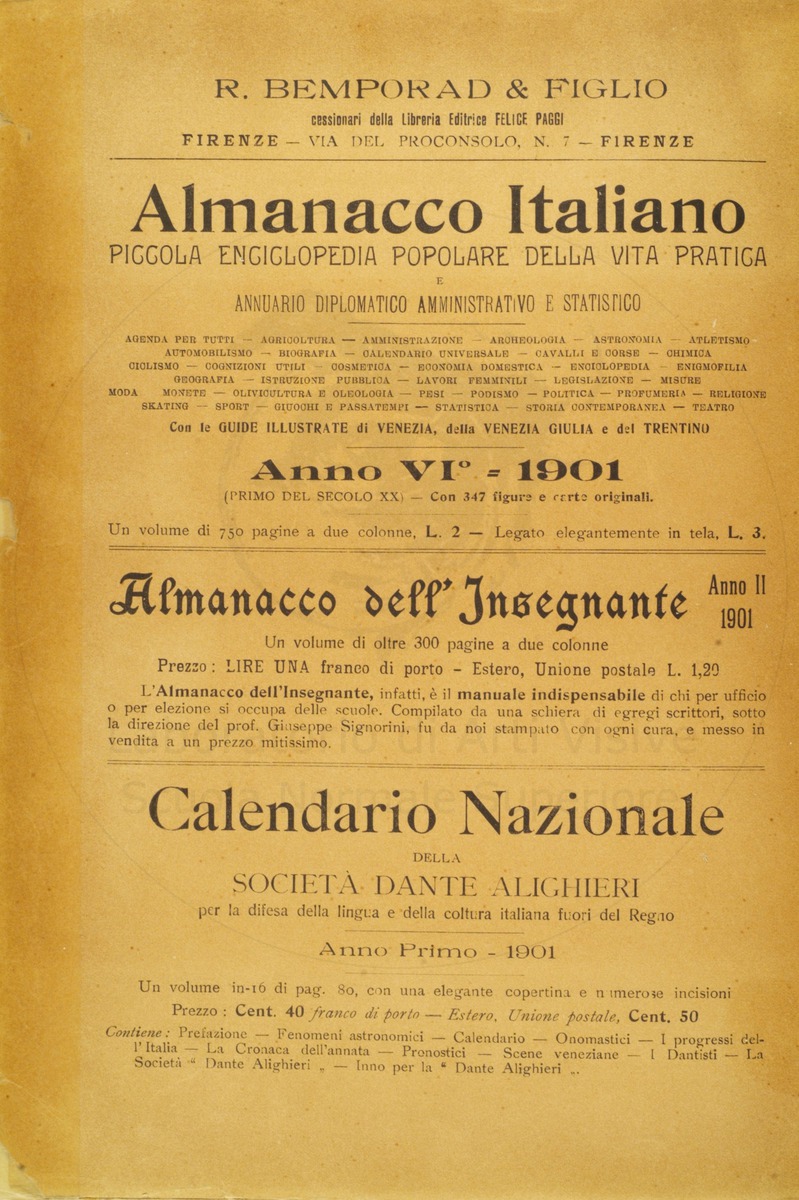 R. BEMPORAD & FIGLIO
cessionari della Libreria Editrice FELICE PAGGI
FIRENZE — VIA DEL PROCONSOLO, N. 7 — FIRENZE
Almanacco Italiano
PICCOLA ENCICLOPEDIA POPOLARE DELLA VITA PRATICA
E
ANNUARIO DIPLOMATICO AMMINISTRATIVO E STATISTICO
AGENDA PER TUTTI — AGRICOLTURA — AMMINISTRAZIONE — ARCHEOLOGIA — ASTRONOMIA — ATLETISMO
AUTOMOBILISMO — BIOGRAFIA — CALENDARIO UNIVERSALE — CAVALLI E CORSE — CHIMICA
CICLISMO — COGNIZIONI UTILI — COSMETICA — ECONOMIA DOMESTICA — ENCICLOPEDIA — ENIGMOFILIA
GEOGRAFIA — ISTRUZIONE PUBBLICA — LAVORI FEMMINILI — LEGISLAZIONE — MISURE
MODA — MONETE — OLIVICULTURA E OLEOLOGIA — PESI — PODISMO — POLITICA — PROFUMERIA — RELIGIONE
SKATING — SPORT — GIUOCHI E PASSATEMPI — STATISTICA — STORIA CONTEMPORANEA — TEATRO
Con le GUIDE ILLUSTRATE di VENEZIA, della VENEZIA GIULIA e del TRENTINO
Anno VI° = 1901
(PRIMO DEL SECOLO XX) — Con 347 figure e carte originali.
Un volume di 750 pagine a due colonne, L. 2 — Legato elegantemente in tela, L. 3.
Almanacco dell'Insegnante Anno II
1901
Un volume di oltre 300 pagine a due colonne
Prezzo: LIRE UNA franco di porto - Estero, Unione postale L. 1,20
L'Almanacco dell'Insegnante, infatti, è il manuale indispensabile di chi per ufficio
o per elezione si occupa delle scuole. Compilato da una schiera di egregi scrittori, sotto
la direzione del prof. Giuseppe Signorini, fu da noi stampato con ogni cura, e messo in
vendita a un prezzo mitissimo.
Calendario Nazionale
DELLA
SOCIETÀ DANTE ALIGHIERI
per la difesa della lingua e della coltura italiana fuori del Regno
Anno Primo - 1901
Un volume in-16 di pag. 80, con una elegante copertina e numerose incisioni
Prezzo: Cent. 40 franco di porto — Estero, Unione postale, Cent. 50
Contiene: Prefazione — Fenomeni astronomici — Calendario — Onomastici — I progressi del-
l'Italia — La Cronaca dell'annata — Pronostici — Scene veneziane — I Dantisti — La
Società " Dante Alighieri „ — Inno per la " Dante Alighieri „.